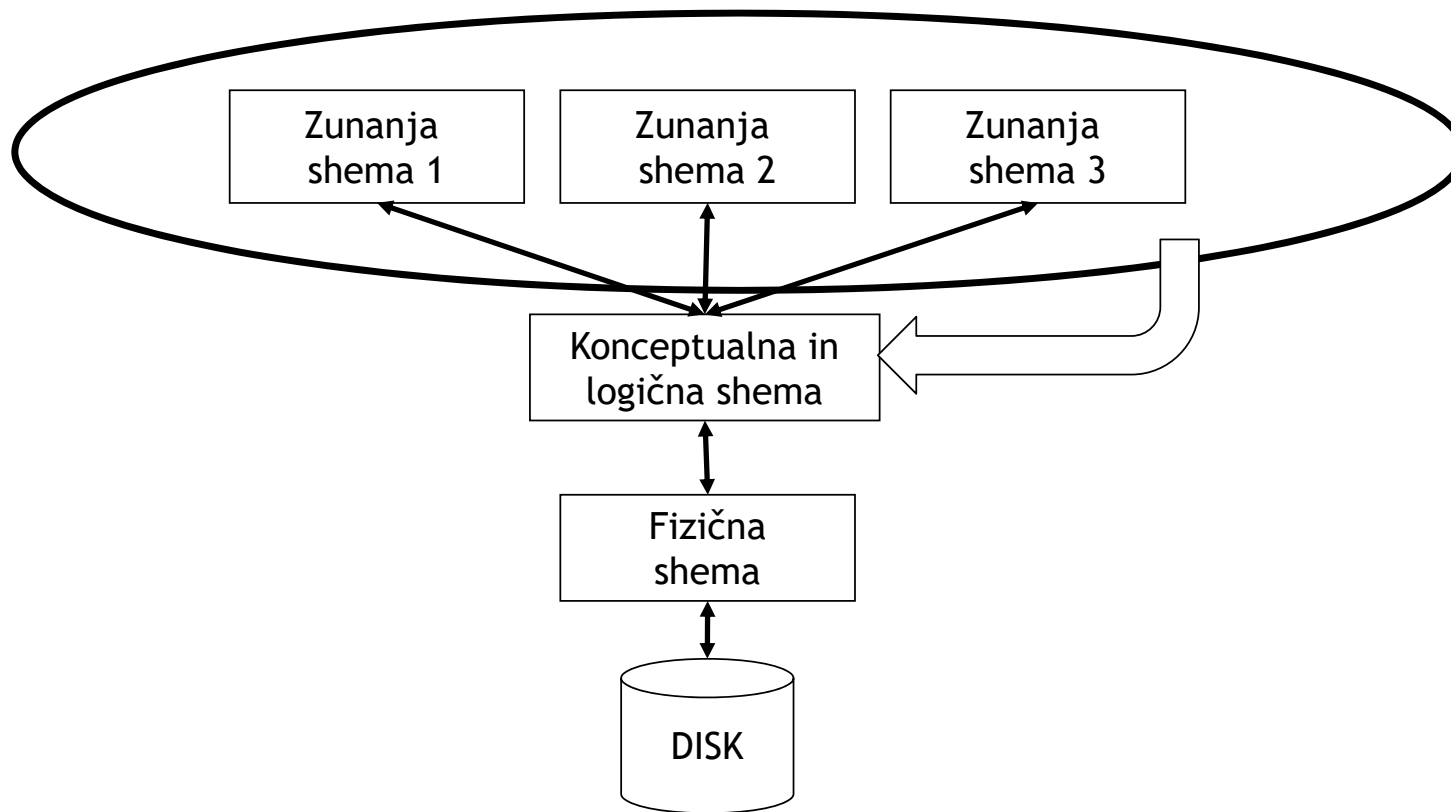 Zunanja
shema 1
Zunanja
shema 2
Zunanja
shema 3
Konceptualna in
logična shema
Fizična
shema
DISK